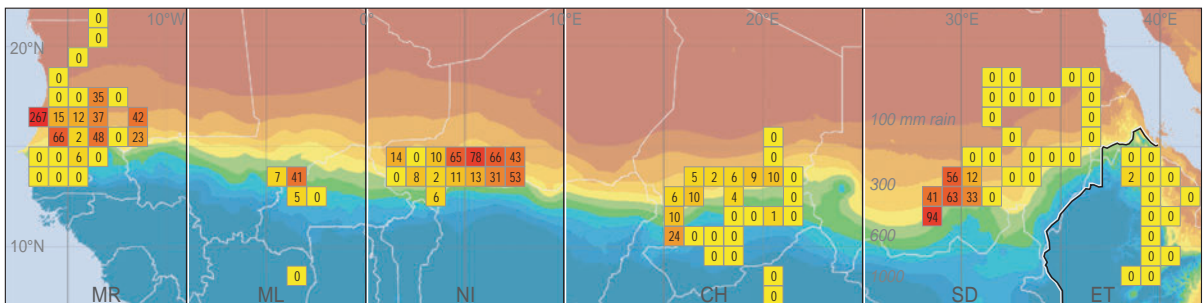 10°W 0° 10°E 20°E 30°E 40°E
0
0
20°N 0
0 0 0 0 0
0 0 35 0 0 0 0 0 0
267 15 12 37 42 100 mm rain 0 0
66 2 48 0 23 0 0 0
0 0 6 0 14 0 10 65 78 66 43 0 0 0 0 0 0 0 0
0 0 0 7 41 0 8 2 11 13 31 53 5 2 6 9 10 0 300 56 12 0 0 2 0 0
5 0 6 6 10 4 0 41 63 33 0 0 0 0
10 0 0 1 0 94 0 0
10°N 24 0 0 0 600 0 0
0 0 0 0
0 0 1000 0 0
MR ML NI CH 0 SD ET